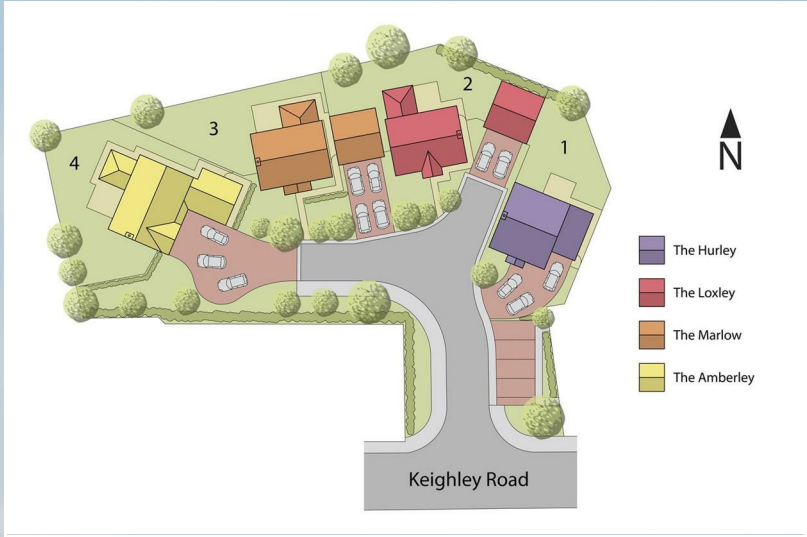 2
3
1
4
N
The Hurley
The Loxley
The Marlow
The Amberley
Keighley Road